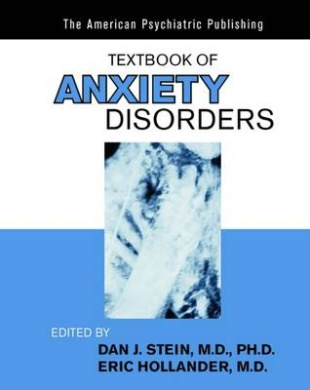 The American Psychiatric Publishing
TEXTBOOK OF
ANXIETY
DISORDERS
EDITED BY
DAN J. STEIN, M.D., PH.D.
ERIC HOLLANDER, M.D.